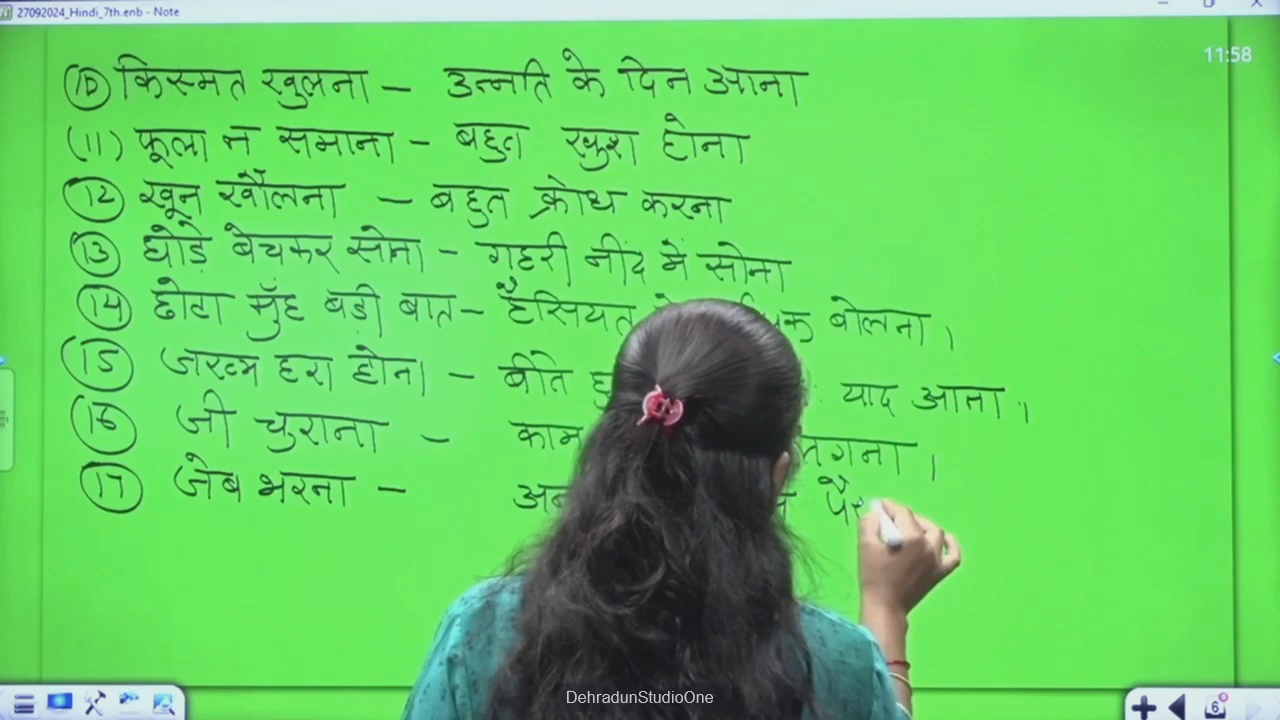 27092024_Hindi_7th.enb - Note
11:58
(10) किस्मत खुलना – उन्नति के दिन आना
(11) फूला न समाना – बहुत खुश होना
(12) खून खौलना – बहुत क्रोध करना
(13) घोड़े बेचकर सोना – गहरी नींद में सोना
(14) छोटा मुँह बड़ी बात – हैसियत बोलना।
(15) जख्म हरा होना – बीते याद आना।
(16) जी चुराना – काम लगना।
(17) जेब भरना –
6
DehradunStudioOne